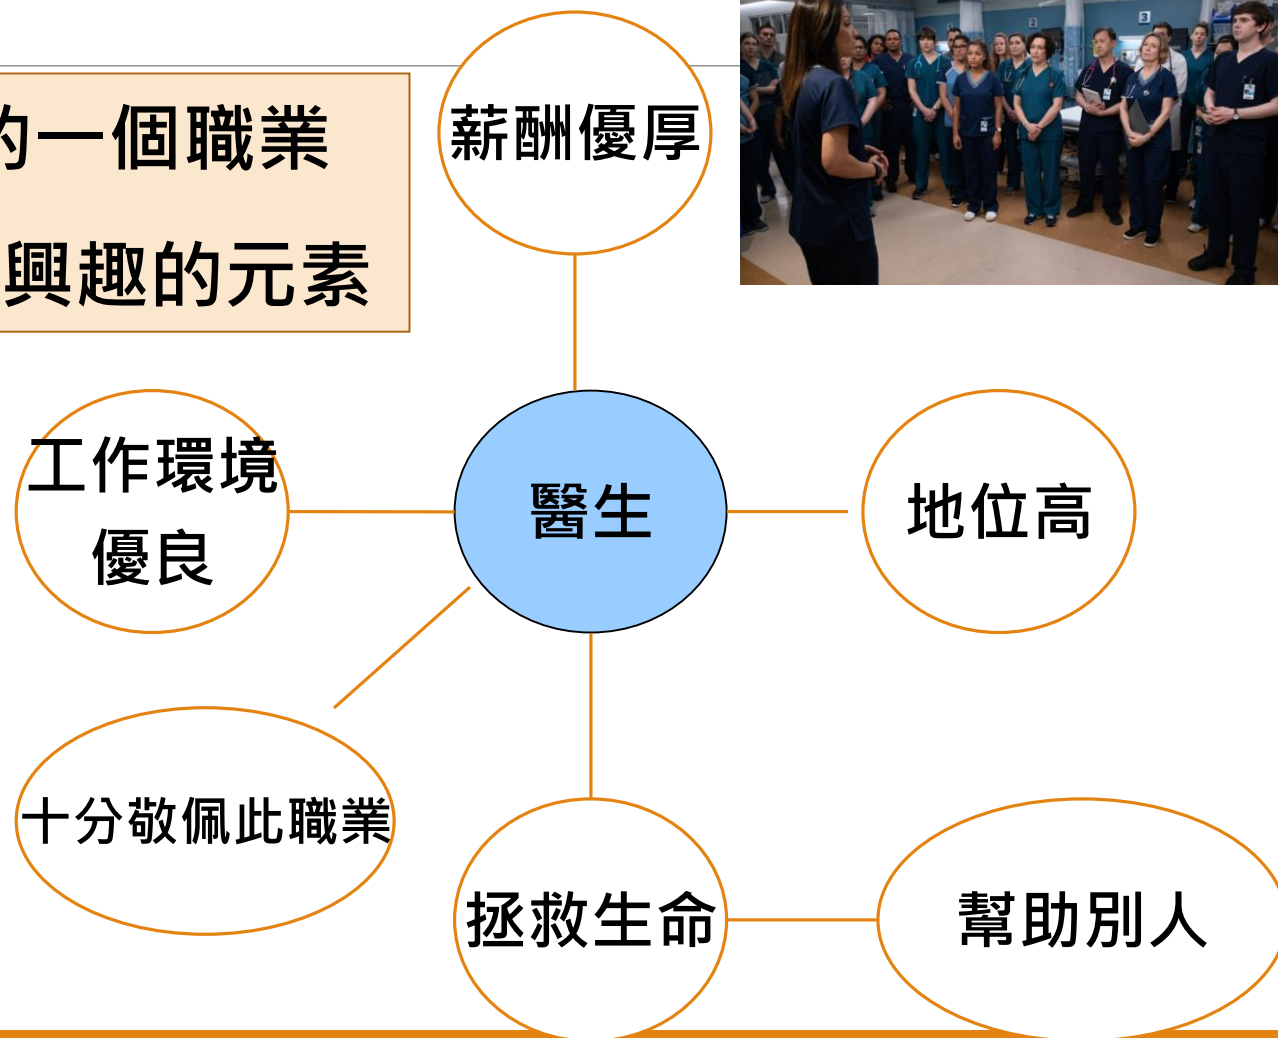 的一個職業
興趣的元素
薪酬優厚
工作環境
優良
醫生
地位高
十分敬佩此職業
拯救生命
幫助別人